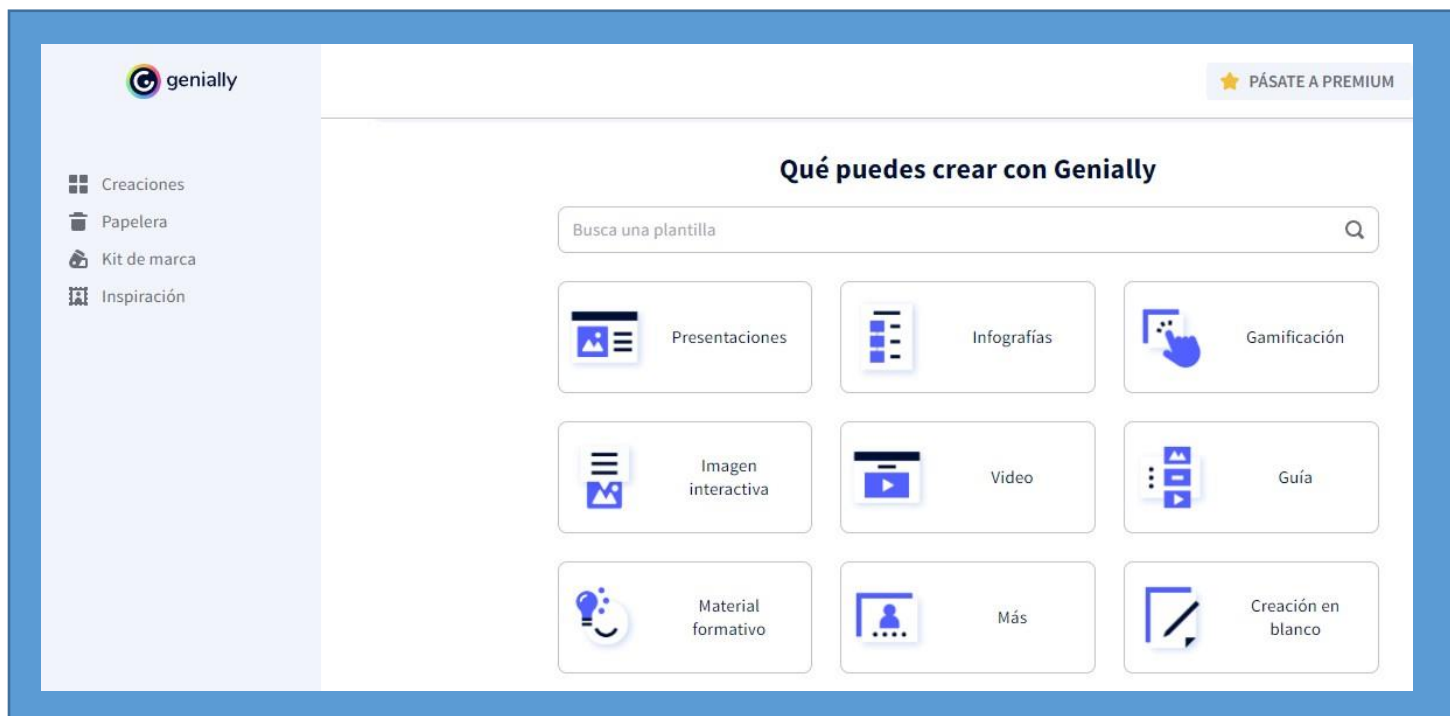 genially
PÁSATE A PREMIUM
Creaciones
Papelera
Kit de marca
Inspiración
Qué puedes crear con Genially
Busca una plantilla
Presentaciones
Infografías
Gamificación
Imagen
interactiva
Video
Guía
Material
formativo
Más
Creación en
blanco